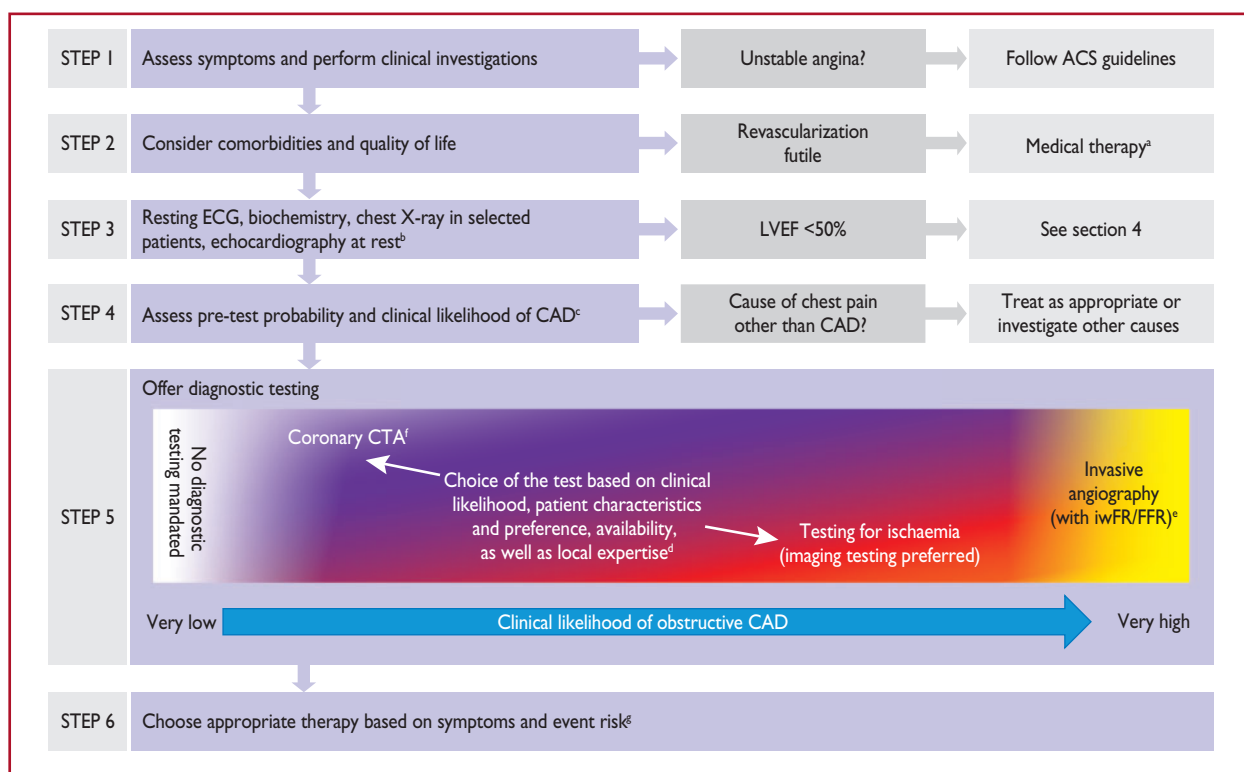 STEP 1
Assess symptoms and perform clinical investigations
Unstable angina?
Follow ACS guidelines
STEP 2
Consider comorbidities and quality of life
Revascularization
futile
Medical therapyᵃ
STEP 3
Resting ECG, biochemistry, chest X-ray in selected
patients, echocardiography at restᵇ
LVEF <50%
See section 4
STEP 4
Assess pre-test probability and clinical likelihood of CADᶜ
Cause of chest pain
other than CAD?
Treat as appropriate or
investigate other causes
STEP 5
Offer diagnostic testing
No diagnostic
testing mandated
Coronary CTAᶠ
Choice of the test based on clinical
likelihood, patient characteristics
and preference, availability,
as well as local expertiseᵈ
Testing for ischaemia
(imaging testing preferred)
Invasive
angiography
(with iwFR/FFR)ᵉ
Very low
Clinical likelihood of obstructive CAD
Very high
STEP 6
Choose appropriate therapy based on symptoms and event riskᵍ